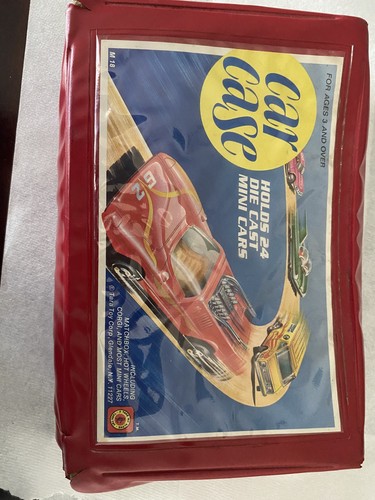 FOR AGES 3 AND OVER
car
case
HOLDS 24
DIE CAST
MINI CARS
29
INCLUDING
MATCHBOX, HOT WHEELS,
CORGI, AND MOST MINI CARS
© Tara Toy Corp., Glendale, N.Y. 11227
M 18